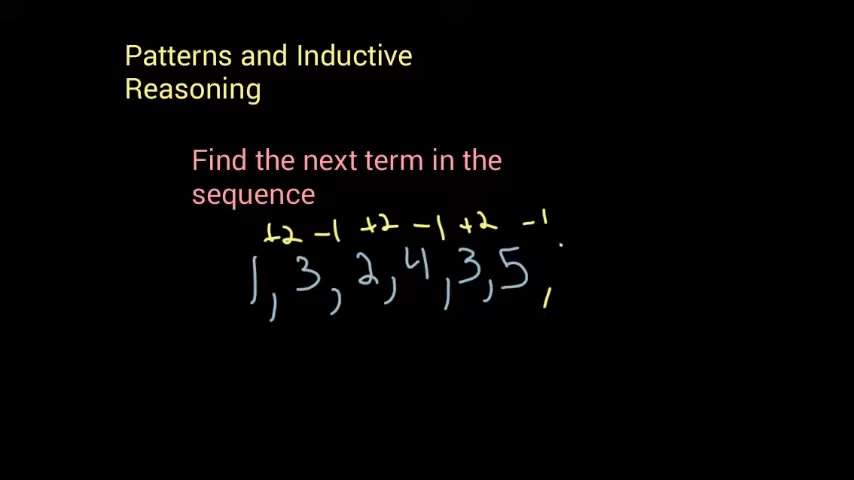 Patterns and Inductive
Reasoning
Find the next term in the
sequence
+2 -1 +2 -1 +2 -1
1, 3, 2, 4, 3, 5,